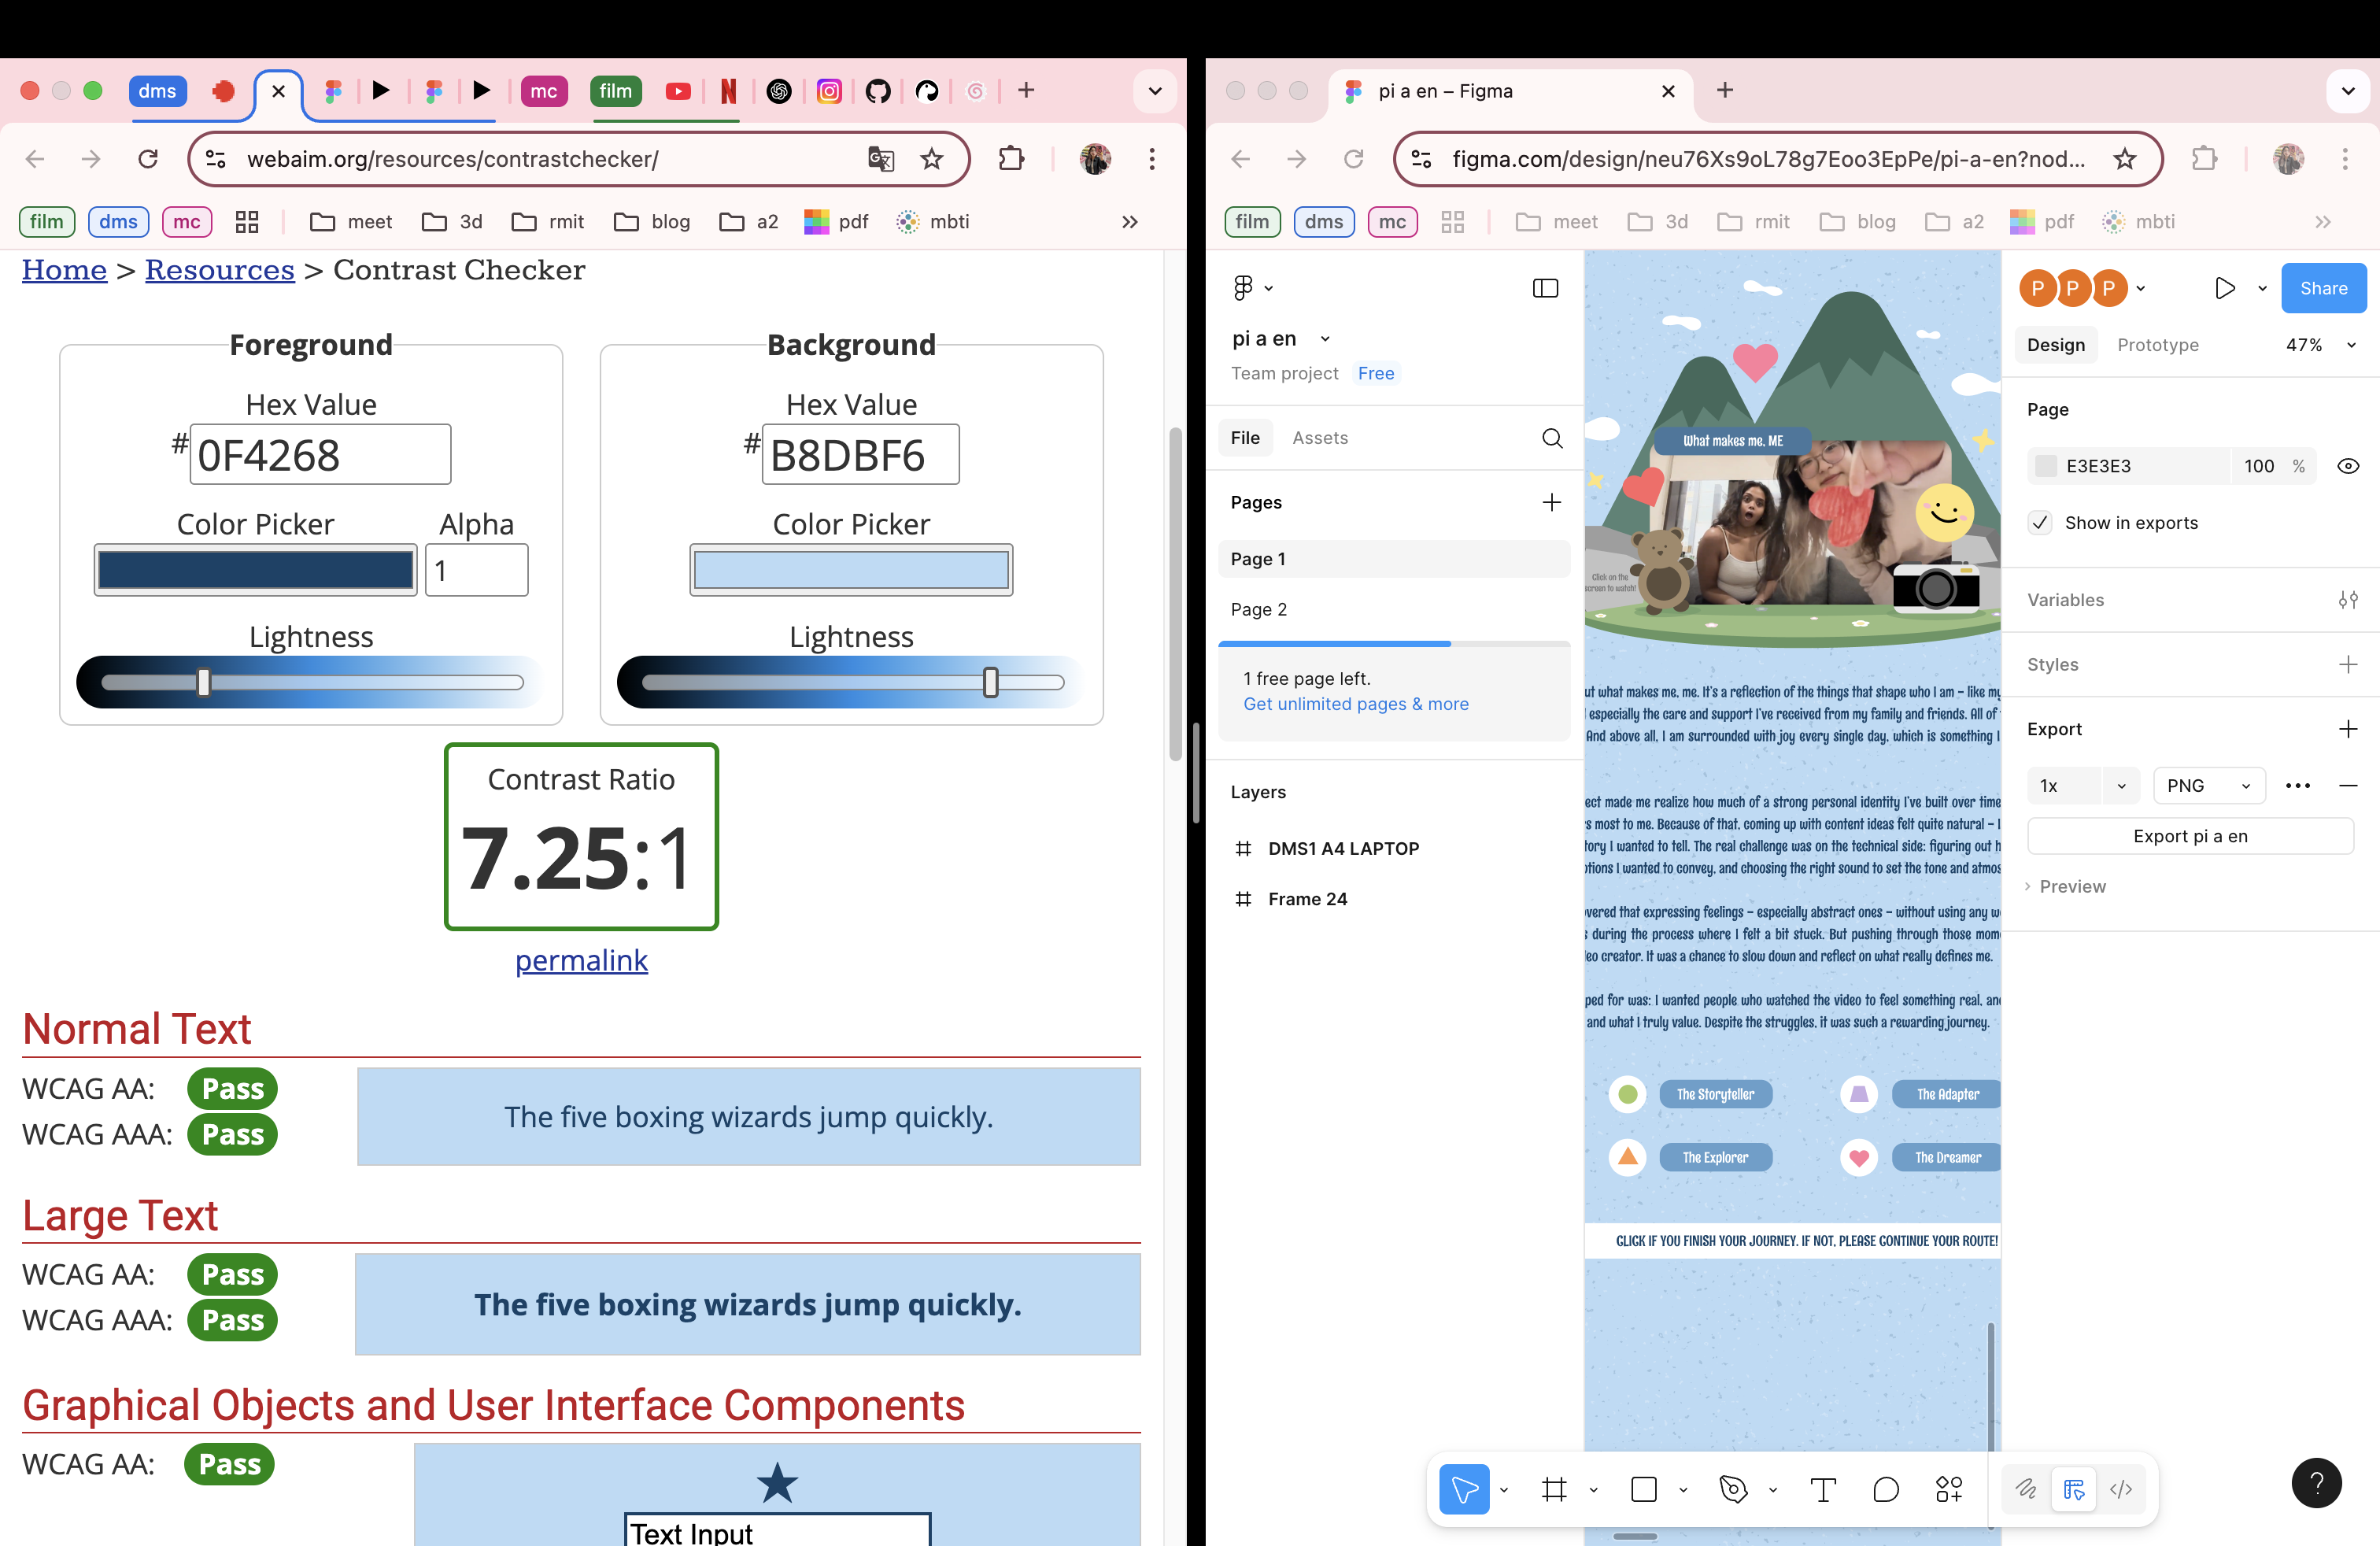 dms
mc
film
webaim.org/resources/contrastchecker/
film dms mc meet 3d rmit blog a2 pdf mbti
Home > Resources > Contrast Checker
Foreground
Hex Value
# 0F4268
Color Picker Alpha
1
Lightness
Background
Hex Value
# B8DBF6
Color Picker
Lightness
Contrast Ratio
7.25:1
permalink
Normal Text
WCAG AA: Pass
WCAG AAA: Pass
The five boxing wizards jump quickly.
Large Text
WCAG AA: Pass
WCAG AAA: Pass
The five boxing wizards jump quickly.
Graphical Objects and User Interface Components
WCAG AA: Pass
Text Input
pi a en – Figma
figma.com/design/neu76Xs9oL78g7Eoo3EpPe/pi-a-en?nod...
film dms mc meet 3d rmit blog a2 pdf mbti
pi a en
Team project Free
File Assets
Pages
Page 1
Page 2
1 free page left.
Get unlimited pages & more
Layers
DMS1 A4 LAPTOP
Frame 24
What makes me, ME
Click on the
screen to watch!
ut what makes me, me. It's a reflection of the things that shape who I am – like my
especially the care and support I've received from my family and friends. All of
And above all, I am surrounded with joy every single day, which is something I
ect made me realize how much of a strong personal identity I've built over time
s most to me. Because of that, coming up with content ideas felt quite natural – I
tory I wanted to tell. The real challenge was on the technical side: figuring out h
otions I wanted to convey, and choosing the right sound to set the tone and atmos
vered that expressing feelings – especially abstract ones – without using any w
s during the process where I felt a bit stuck. But pushing through those mom
eo creator. It was a chance to slow down and reflect on what really defines me.
ped for was: I wanted people who watched the video to feel something real, an
and what I truly value. Despite the struggles, it was such a rewarding journey.
The Storyteller The Adapter
The Explorer The Dreamer
CLICK IF YOU FINISH YOUR JOURNEY. IF NOT, PLEASE CONTINUE YOUR ROUTE!
P P P
Share
Design Prototype 47%
Page
E3E3E3 100 %
Show in exports
Variables
Styles
Export
1x PNG
Export pi a en
Preview
?